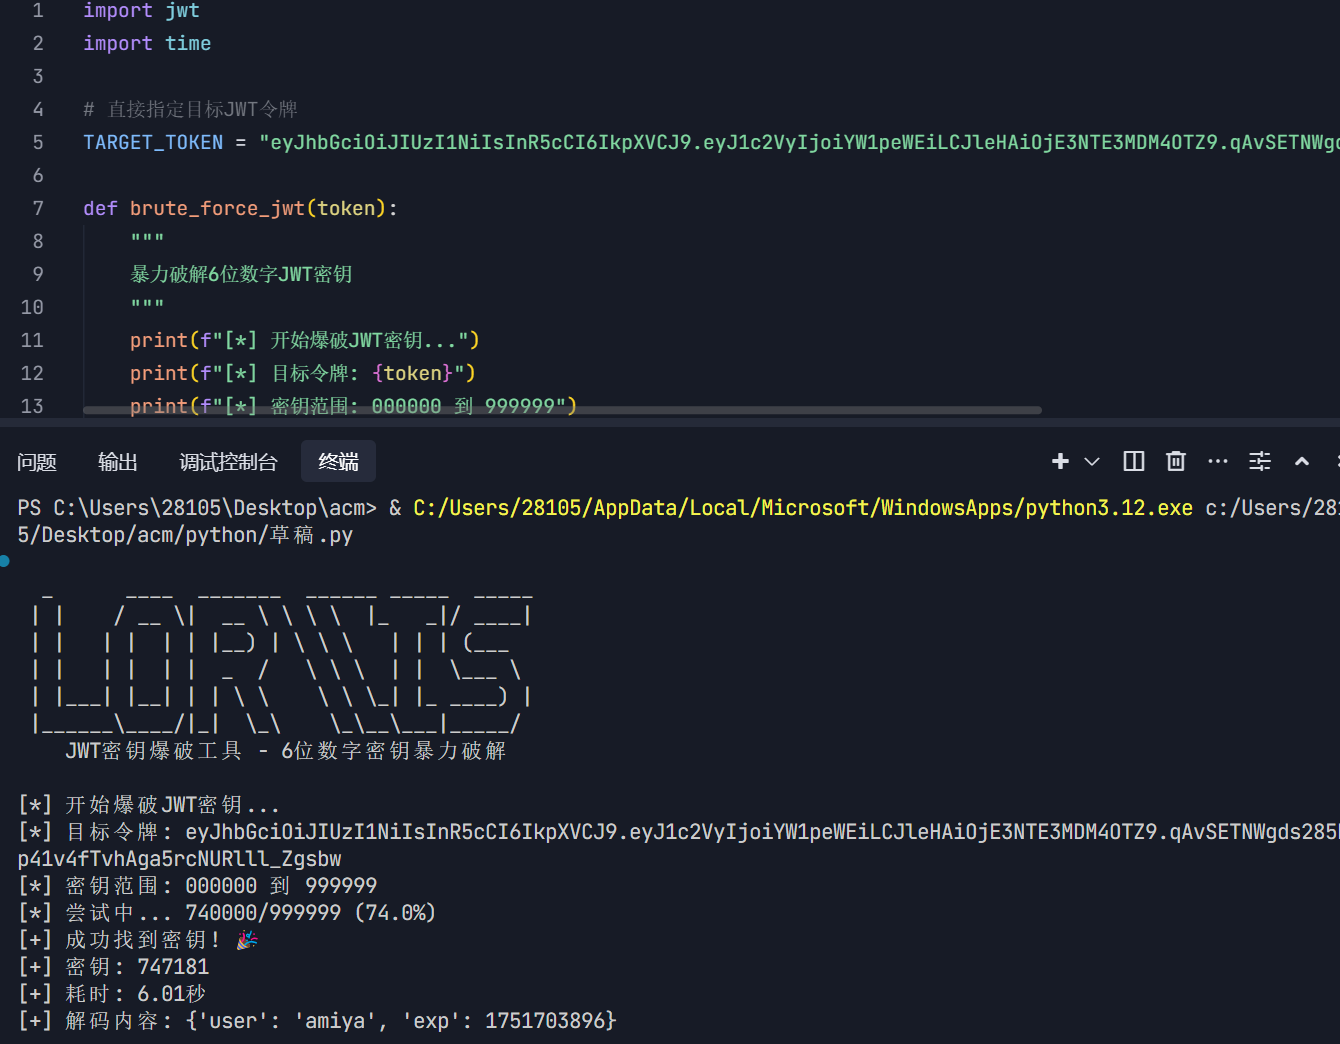 1 import jwt
2 import time
3
4 # 直接指定目标JWT令牌
5 TARGET_TOKEN = "eyJhbGciOiJIUzI1NiIsInR5cCI6IkpXVCJ9.eyJ1c2VyIjoiYW1peWEiLCJleHAiOjE3NTE3MDM4OTZ9.qAvSETNWgd
6
7 def brute_force_jwt(token):
8 """
9 暴力破解6位数字JWT密钥
10 """
11 print(f"[*] 开始爆破JWT密钥...")
12 print(f"[*] 目标令牌: {token}")
13 print(f"[*] 密钥范围: 000000 到 999999")
问题 输出 调试控制台 终端
PS C:\Users\28105\Desktop\acm> & C:/Users/28105/AppData/Local/Microsoft/WindowsApps/python3.12.exe c:/Users/281
5/Desktop/acm/python/草稿.py
JWT密钥爆破工具 - 6位数字密钥暴力破解
[*] 开始爆破JWT密钥...
[*] 目标令牌: eyJhbGciOiJIUzI1NiIsInR5cCI6IkpXVCJ9.eyJ1c2VyIjoiYW1peWEiLCJleHAiOjE3NTE3MDM4OTZ9.qAvSETNWgds285
p41v4fTvhAga5rcNURlll_Zgsbw
[*] 密钥范围: 000000 到 999999
[*] 尝试中... 740000/999999 (74.0%)
[+] 成功找到密钥! 🎉
[+] 密钥: 747181
[+] 耗时: 6.01秒
[+] 解码内容: {'user': 'amiya', 'exp': 1751703896}